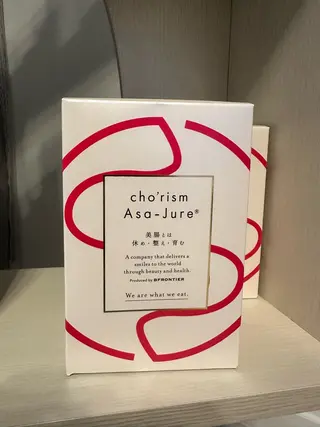 cho'rism
Asa-Jure®
美腸とは
休め・整え・育む
A company that delivers a
smiles to the world
through beauty and health.
Produced by BFRONTIER
We are what we eat.